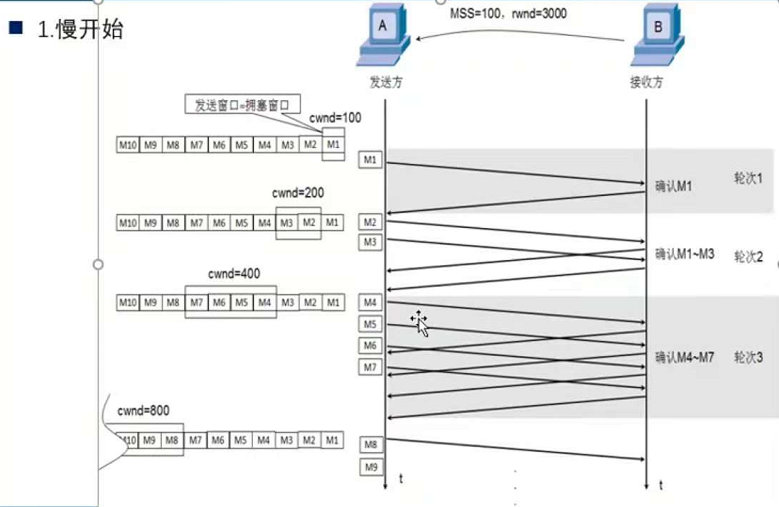 1.慢开始
MSS=100，rwnd=3000
A
B
发送方
接收方
发送窗口=拥塞窗口
cwnd=100
M10 M9 M8 M7 M6 M5 M4 M3 M2 M1
M1
确认M1
轮次1
cwnd=200
M10 M9 M8 M7 M6 M5 M4 M3 M2 M1
M2
M3
确认M1~M3
轮次2
cwnd=400
M10 M9 M8 M7 M6 M5 M4 M3 M2 M1
M4
M5
M6
M7
确认M4~M7
轮次3
cwnd=800
M10 M9 M8 M7 M6 M5 M4 M3 M2 M1
M8
M9
t
t